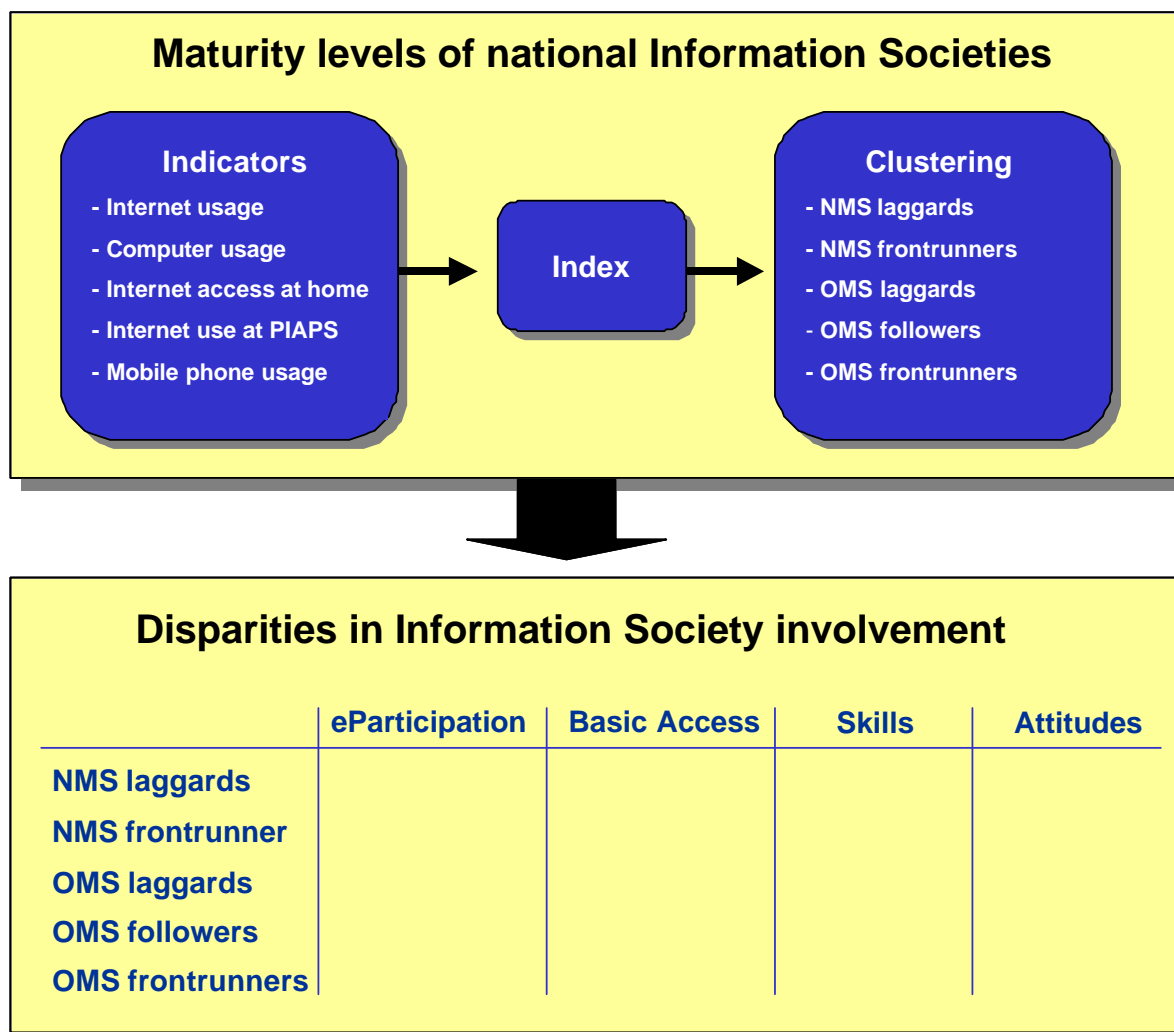 Maturity levels of national Information Societies
Indicators
- Internet usage
- Computer usage
- Internet access at home
- Internet use at PIAPS
- Mobile phone usage
Index
Clustering
- NMS laggards
- NMS frontrunners
- OMS laggards
- OMS followers
- OMS frontrunners
Disparities in Information Society involvement
eParticipation Basic Access Skills Attitudes
NMS laggards
NMS frontrunner
OMS laggards
OMS followers
OMS frontrunners